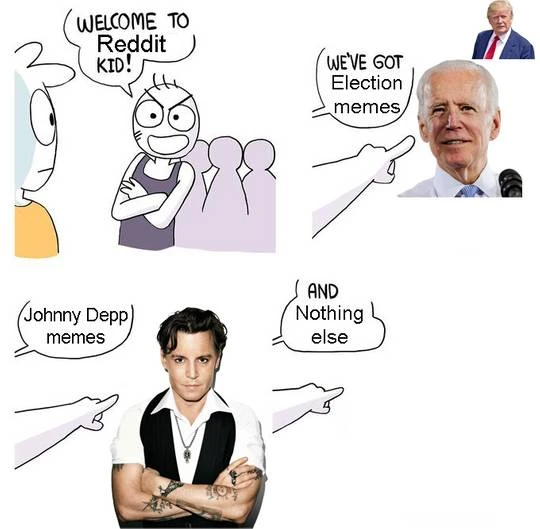 WELCOME TO
Reddit
KID!
WE'VE GOT
Election
memes
Johnny Depp
memes
AND
Nothing
else